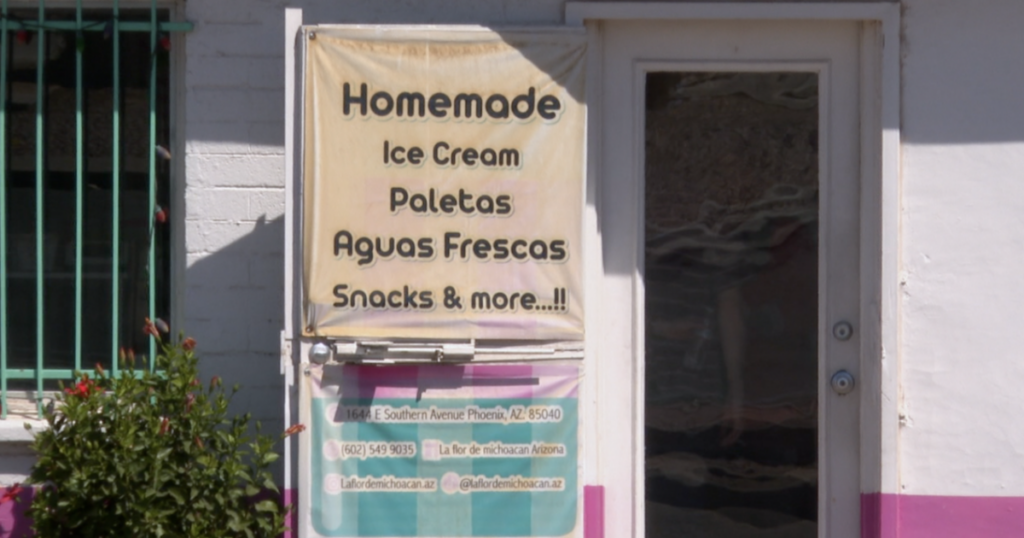 Homemade
Ice Cream
Paletas
Aguas Frescas
Snacks & more...!!
1644 E Southern Avenue Phoenix, AZ. 85040
(602) 549 9035 La flor de michoacan Arizona
Laflordemichoacan.az @laflordemichoacan.az